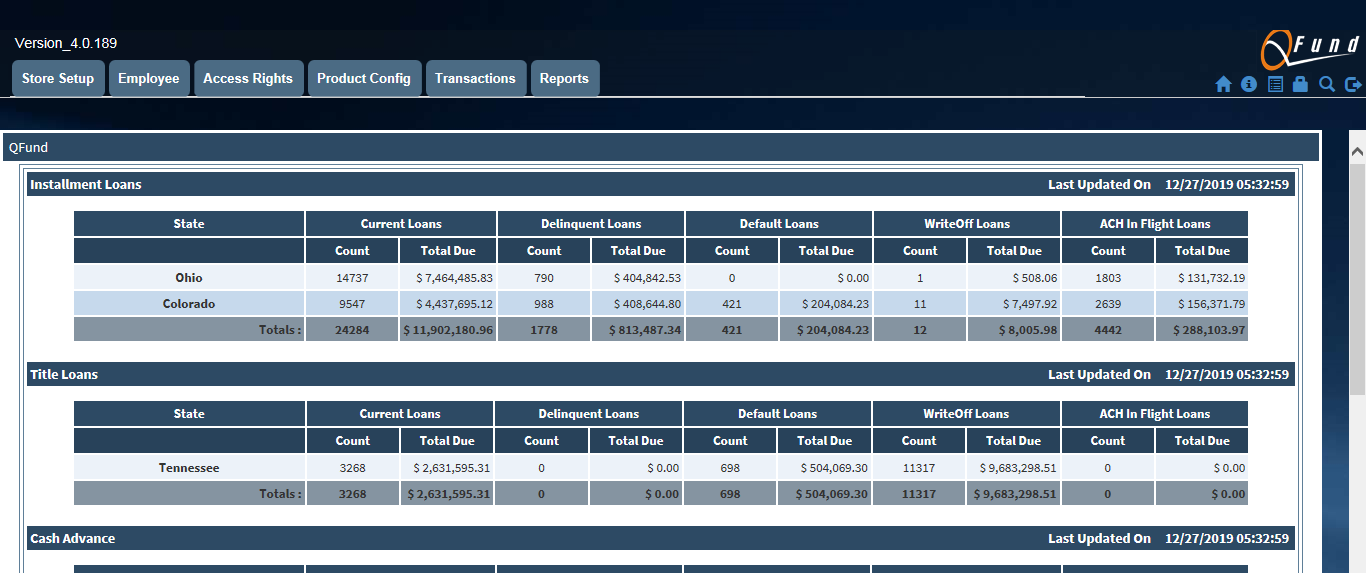 Version_4.0.189
QFund
Store Setup Employee Access Rights Product Config Transactions Reports
QFund
Installment Loans Last Updated On 12/27/2019 05:32:59
State Current Loans Delinquent Loans Default Loans WriteOff Loans ACH In Flight Loans
Count Total Due Count Total Due Count Total Due Count Total Due Count Total Due
Ohio 14737 $ 7,464,485.83 790 $ 404,842.53 0 $ 0.00 1 $ 508.06 1803 $ 131,732.19
Colorado 9547 $ 4,437,695.12 988 $ 408,644.80 421 $ 204,084.23 11 $ 7,497.92 2639 $ 156,371.79
Totals : 24284 $ 11,902,180.96 1778 $ 813,487.34 421 $ 204,084.23 12 $ 8,005.98 4442 $ 288,103.97
Title Loans Last Updated On 12/27/2019 05:32:59
State Current Loans Delinquent Loans Default Loans WriteOff Loans ACH In Flight Loans
Count Total Due Count Total Due Count Total Due Count Total Due Count Total Due
Tennessee 3268 $ 2,631,595.31 0 $ 0.00 698 $ 504,069.30 11317 $ 9,683,298.51 0 $ 0.00
Totals : 3268 $ 2,631,595.31 0 $ 0.00 698 $ 504,069.30 11317 $ 9,683,298.51 0 $ 0.00
Cash Advance Last Updated On 12/27/2019 05:32:59